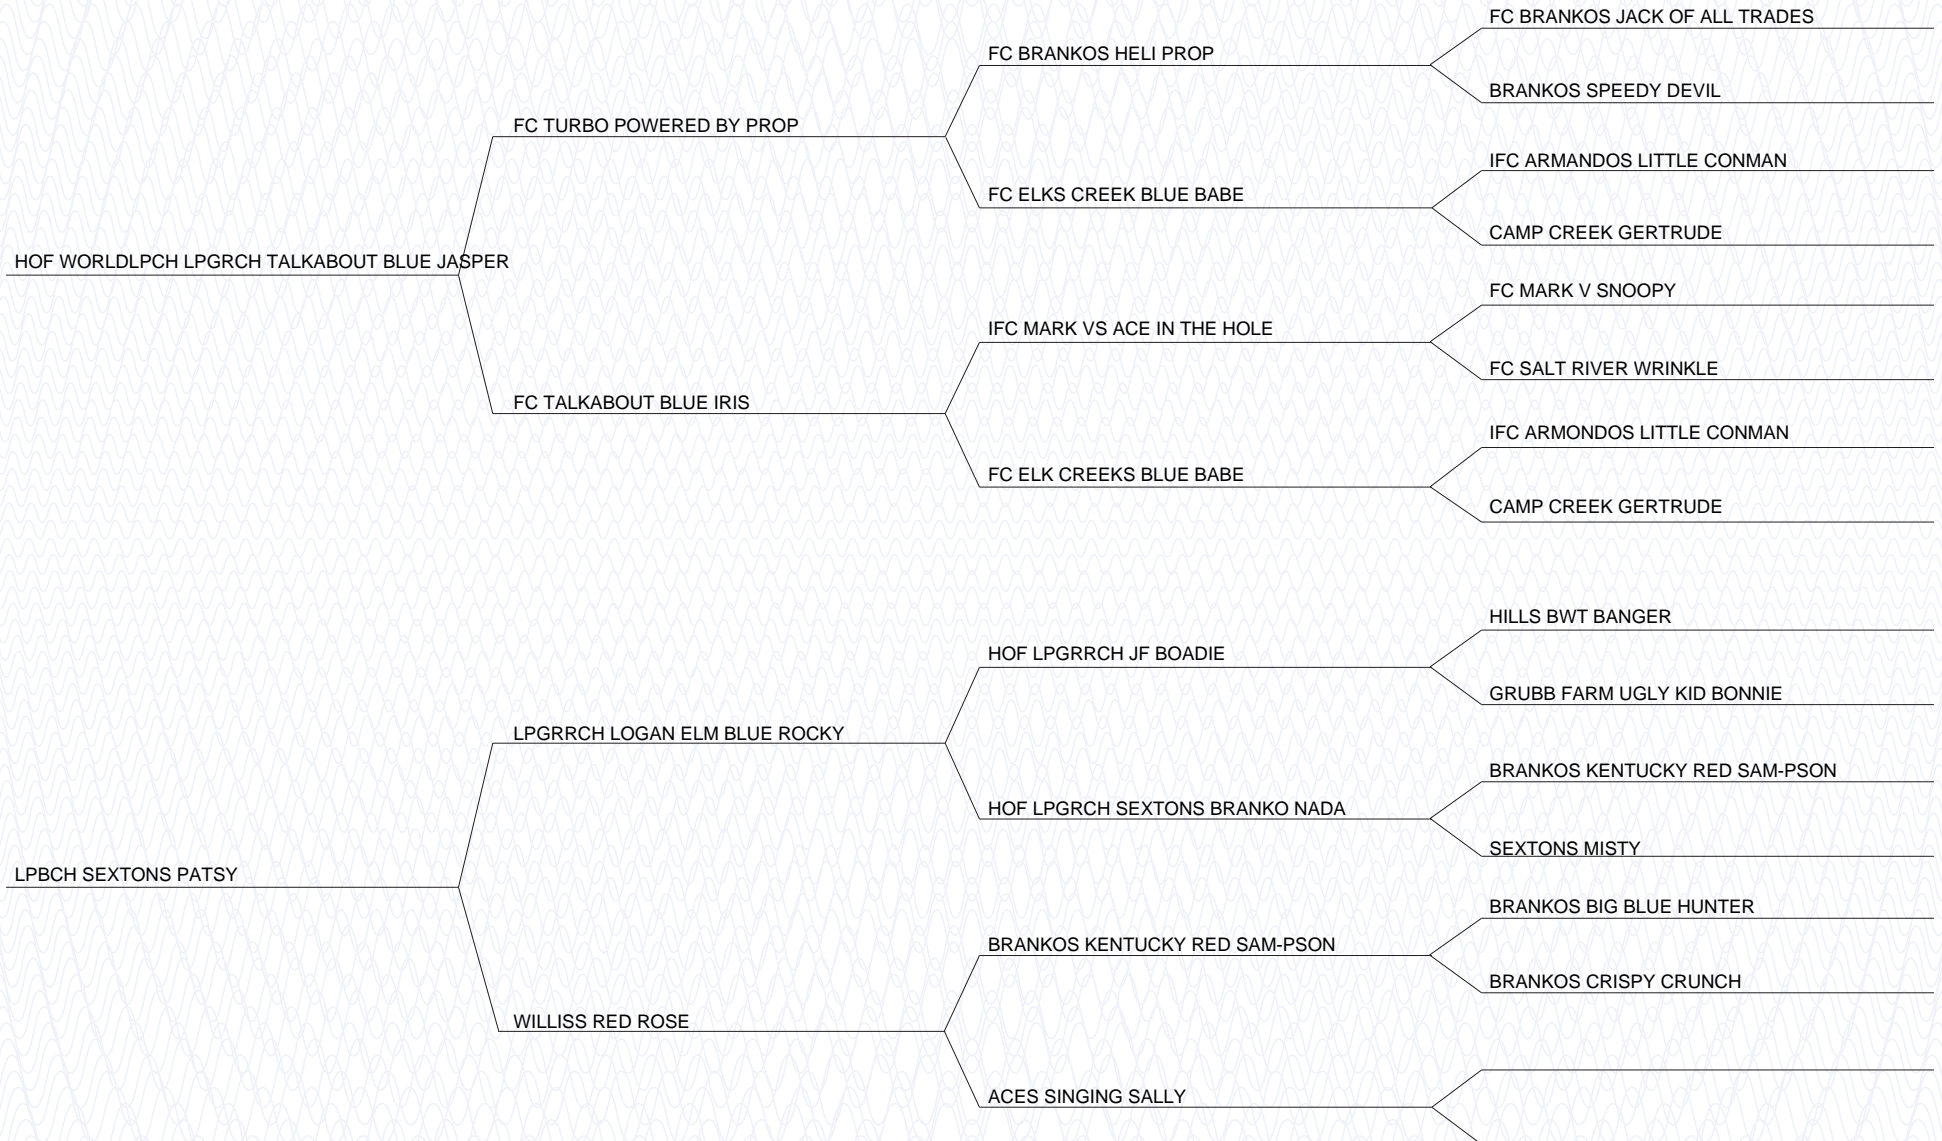 FC BRANKOS JACK OF ALL TRADES
FC BRANKOS HELI PROP
BRANKOS SPEEDY DEVIL
FC TURBO POWERED BY PROP
IFC ARMANDOS LITTLE CONMAN
FC ELKS CREEK BLUE BABE
CAMP CREEK GERTRUDE
HOF WORLDLPCH LPGRCH TALKABOUT BLUE JASPER
FC MARK V SNOOPY
IFC MARK VS ACE IN THE HOLE
FC SALT RIVER WRINKLE
FC TALKABOUT BLUE IRIS
IFC ARMONDOS LITTLE CONMAN
FC ELK CREEKS BLUE BABE
CAMP CREEK GERTRUDE
HILLS BWT BANGER
HOF LPGRRCH JF BOADIE
GRUBB FARM UGLY KID BONNIE
LPGRRCH LOGAN ELM BLUE ROCKY
BRANKOS KENTUCKY RED SAM-PSON
HOF LPGRCH SEXTONS BRANKO NADA
SEXTONS MISTY
LPBCH SEXTONS PATSY
BRANKOS BIG BLUE HUNTER
BRANKOS KENTUCKY RED SAM-PSON
BRANKOS CRISPY CRUNCH
WILLISS RED ROSE
ACES SINGING SALLY